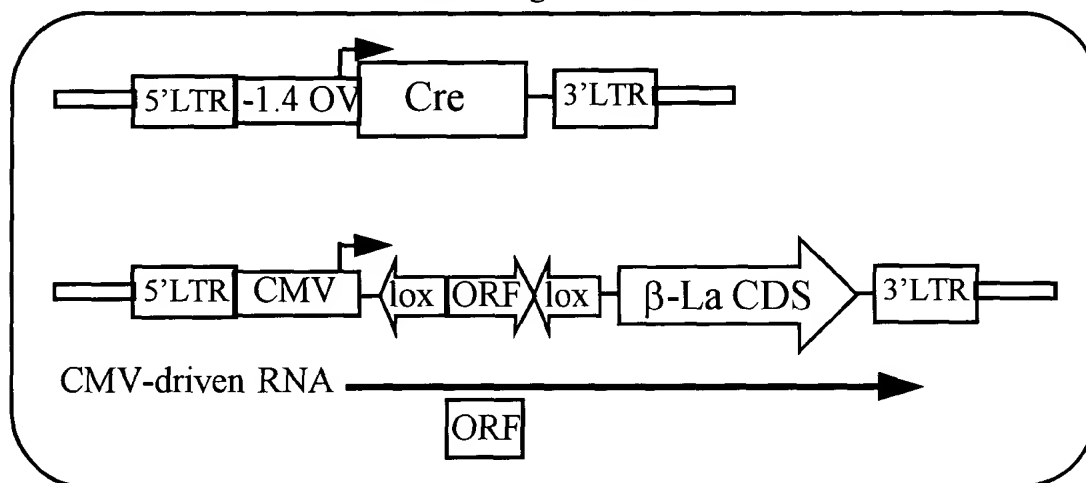 5'LTR -1.4 OV Cre 3'LTR
5'LTR CMV lox ORF lox β-La CDS 3'LTR
CMV-driven RNA
ORF